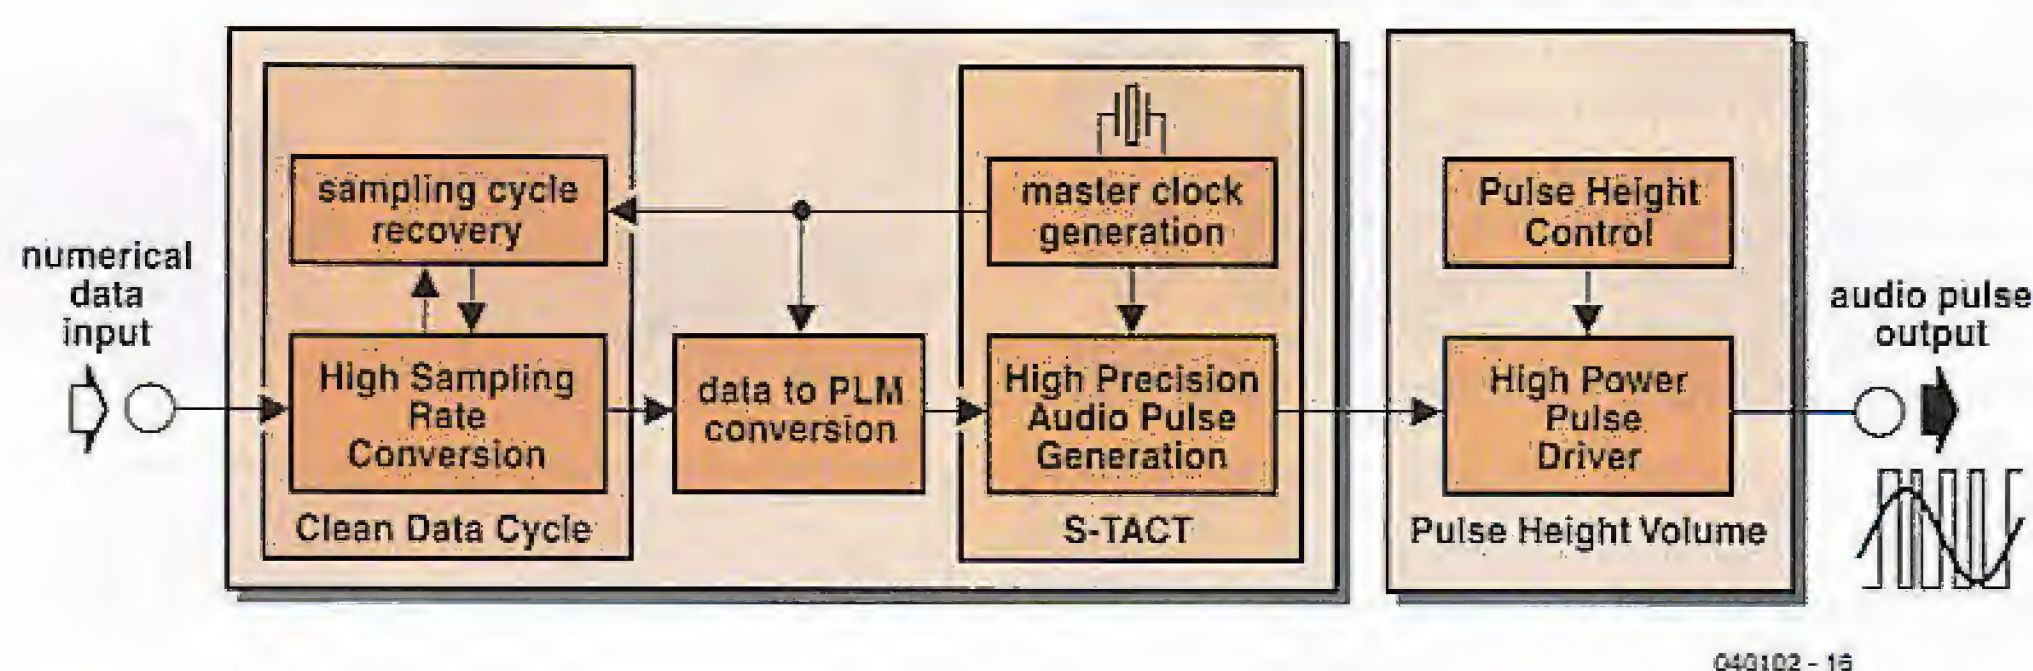 numerical
data
input
sampling cycle
recovery
High Sampling
Rate
Conversion
Clean Data Cycle
data to PLM
conversion
master clock
generation
High Precision
Audio Pulse
Generation
S-TACT
Pulse Height
Control
High Power
Pulse
Driver
Pulse Height Volume
audio pulse
output
040102 - 16